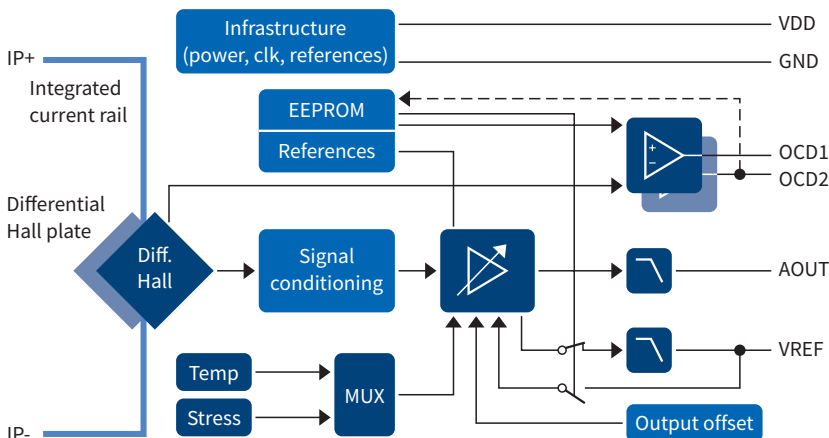 Infrastructure
(power, clk, references)
VDD
GND
IP+
Integrated
current rail
EEPROM
References
+
−
OCD1
OCD2
Differential
Hall plate
Diff.
Hall
Signal
conditioning
AOUT
VREF
Temp
Stress
MUX
Output offset
IP-